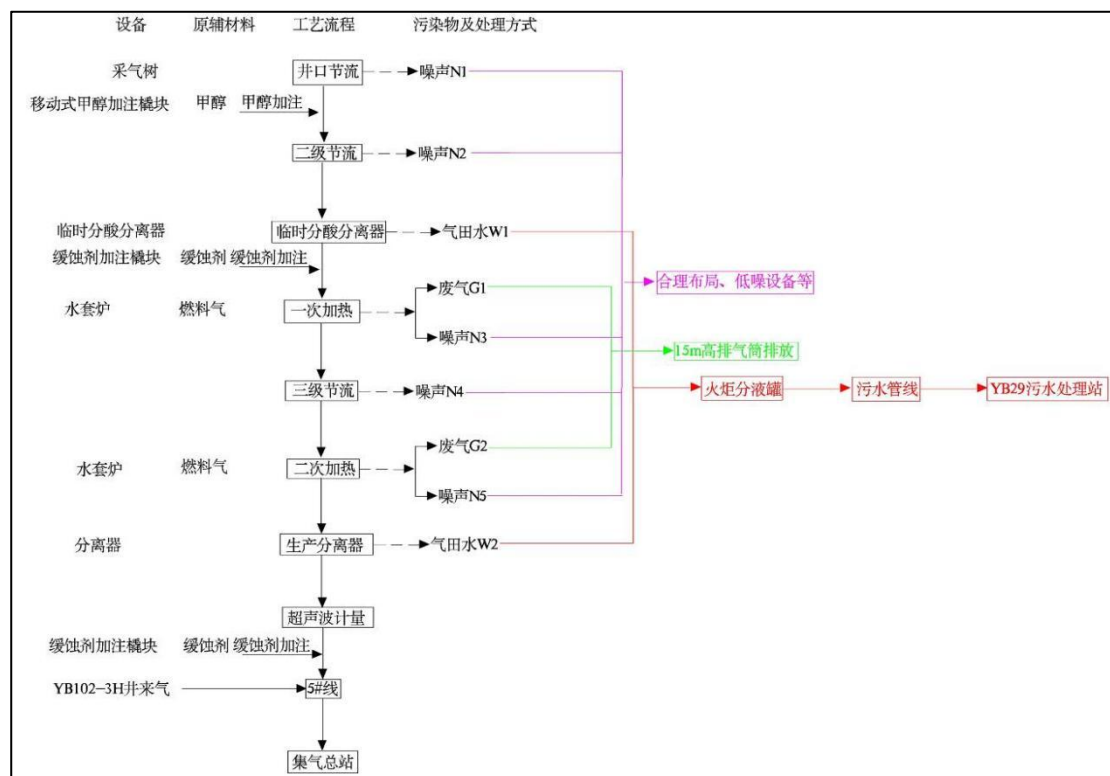 设备 原辅材料 工艺流程 污染物及处理方式
采气树 井口节流 噪声N1
移动式甲醇加注橇块 甲醇 甲醇加注
二级节流 噪声N2
临时分酸分离器 临时分酸分离器 气田水W1
缓蚀剂加注橇块 缓蚀剂 缓蚀剂加注
合理布局、低噪设备等
废气G1
水套炉 燃料气 一次加热
噪声N3
15m高排气筒排放
三级节流 噪声N4 火炬分液罐 污水管线 YB29污水处理站
废气G2
水套炉 燃料气 二次加热
噪声N5
分离器 生产分离器 气田水W2
超声波计量
缓蚀剂加注橇块 缓蚀剂 缓蚀剂加注
YB102-3H井来气 5#线
集气总站